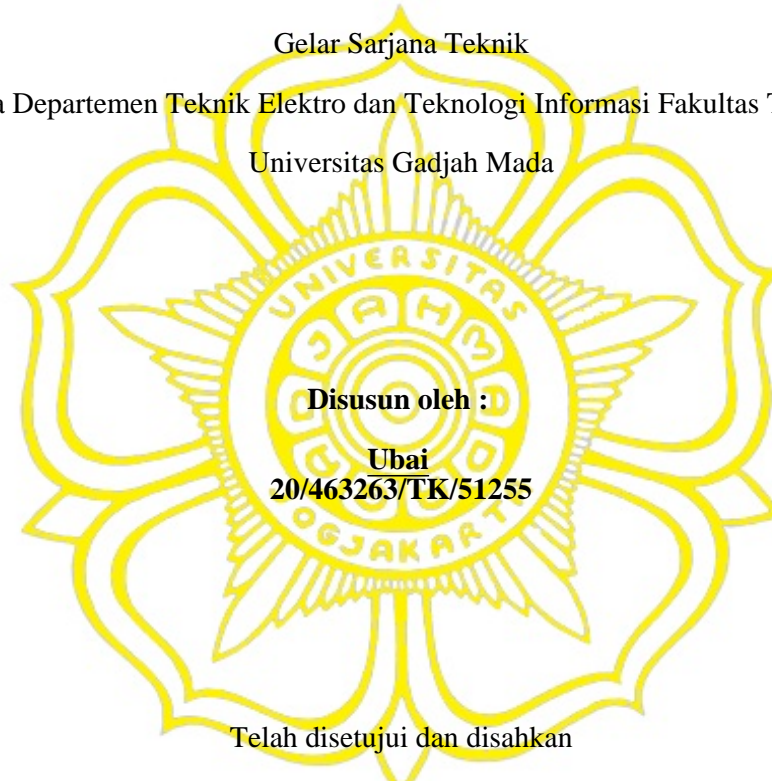 Gelar Sarjana Teknik
Departemen Teknik Elektro dan Teknologi Informasi Fakultas
Universitas Gadjah Mada
UNIVERSITAS
Disusun oleh :
Ubai
20/463263/TK/51255
Telah disetujui dan disahkan